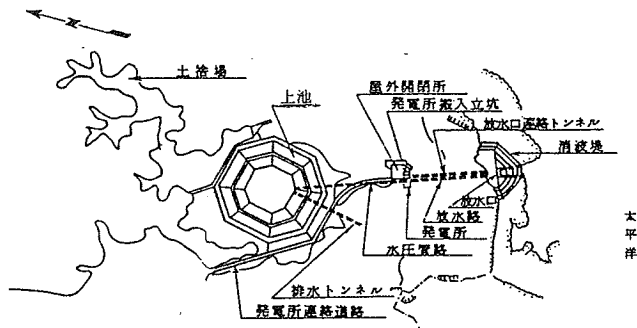 土捨場
上池
屋外開閉所
発電所搬入立坑
放水口連絡トンネル
消波堤
放水口
放水路
発電所
水圧管路
排水トンネル
発電所連絡道路
太平洋